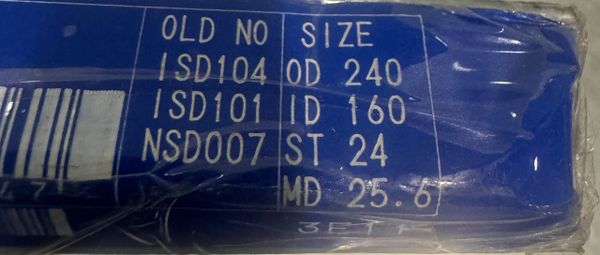 OLD NO SIZE
ISD104 OD 240
ISD101 ID 160
NSD007 ST 24
MD 25.6